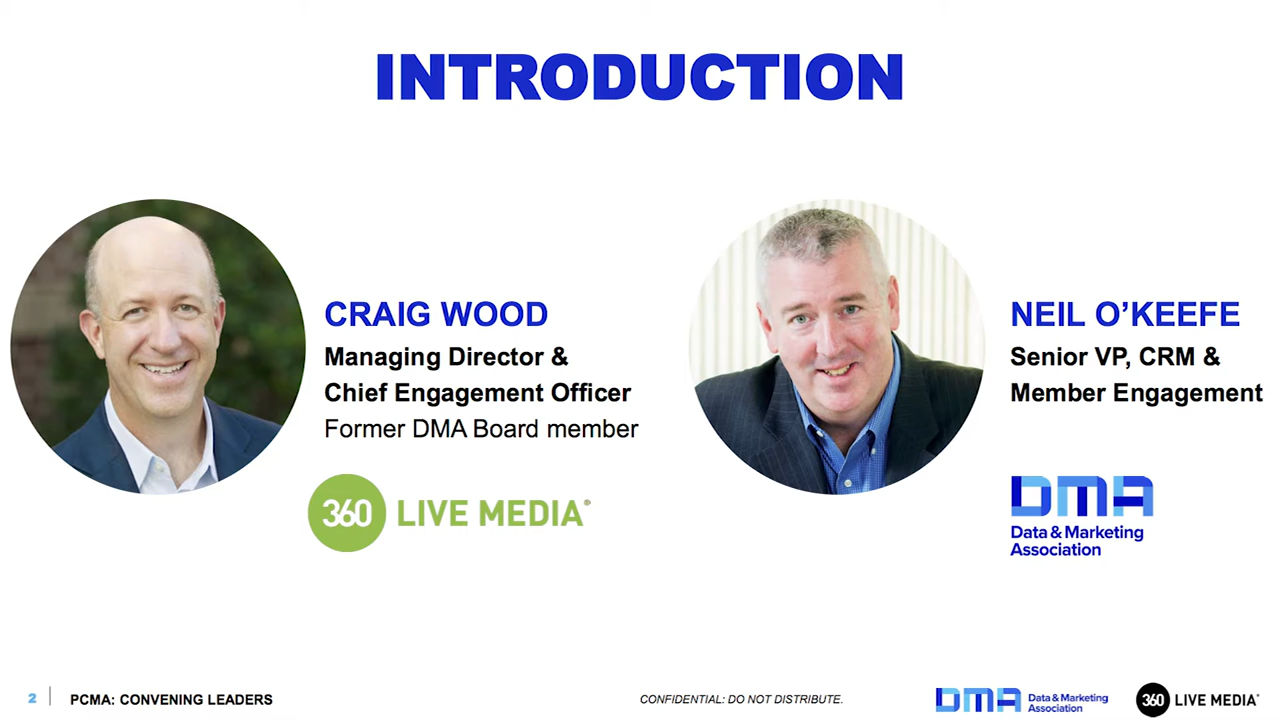 INTRODUCTION
CRAIG WOOD
Managing Director &
Chief Engagement Officer
Former DMA Board member
360 LIVE MEDIA®
NEIL O’KEEFE
Senior VP, CRM &
Member Engagement
DMA
Data & Marketing
Association
2
PCMA: CONVENING LEADERS
CONFIDENTIAL: DO NOT DISTRIBUTE.
DMA
Data & Marketing
Association
360 LIVE MEDIA®